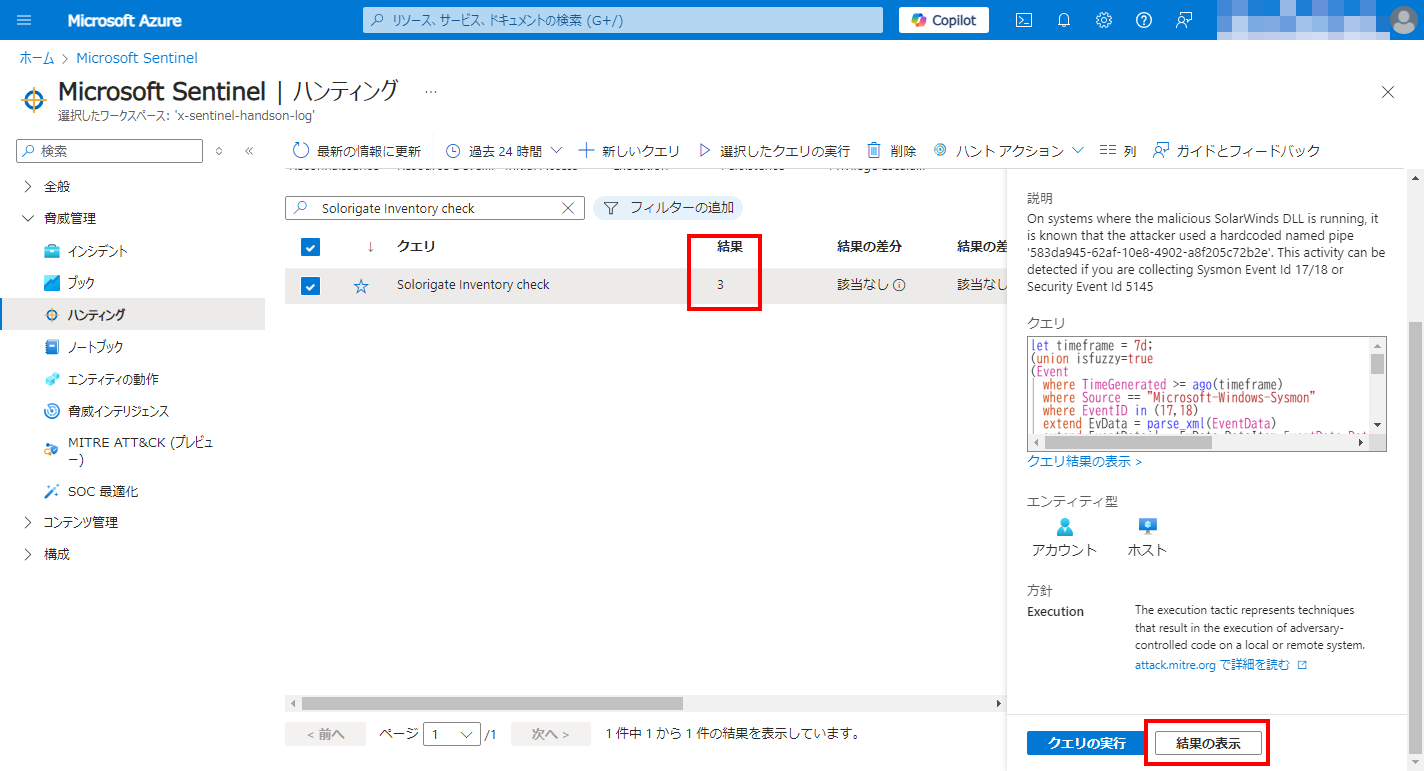 Microsoft Azure
リソース、サービス、ドキュメントの検索 (G+/)
Copilot
ホーム > Microsoft Sentinel
Microsoft Sentinel | ハンティング ...
選択したワークスペース: 'x-sentinel-handson-log'
検索
最新の情報に更新 過去 24 時間 新しいクエリ 選択したクエリの実行 削除 ハント アクション 列 ガイドとフィードバック
全般
脅威管理
インシデント
ブック
ハンティング
ノートブック
エンティティの動作
脅威インテリジェンス
MITRE ATT&CK (プレビュ
ー)
SOC 最適化
コンテンツ管理
構成
Solorigate Inventory check
フィルターの追加
↓ クエリ 結果 結果の差分 結果の差
Solorigate Inventory check 3 該当なし 該当なし
< 前へ ページ 1 /1 次へ > 1 件中 1 から 1 件の結果を表示しています。
説明
On systems where the malicious SolarWinds DLL is running, it
is known that the attacker used a hardcoded named pipe
'583da945-62af-10e8-4902-a8f205c72b2e'. This activity can be
detected if you are collecting Sysmon Event Id 17/18 or
Security Event Id 5145
クエリ
let timeframe = 7d;
(union isfuzzy=true
(Event
where TimeGenerated >= ago(timeframe)
where Source == "Microsoft-Windows-Sysmon"
where EventID in (17,18)
extend EvData = parse_xml(EventData)
クエリ結果の表示 >
エンティティ型
アカウント ホスト
方針
Execution
The execution tactic represents techniques
that result in the execution of adversary-
controlled code on a local or remote system.
attack.mitre.org で詳細を読む
クエリの実行 結果の表示